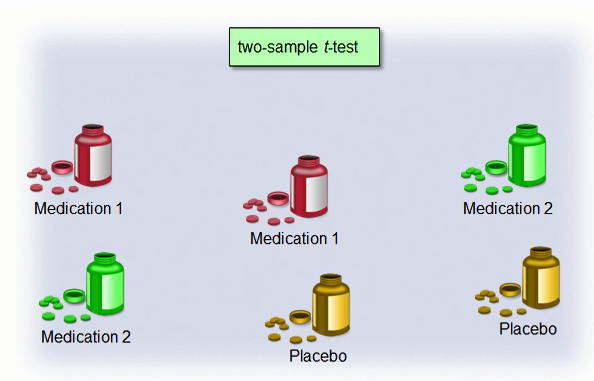 two-sample t-test
Medication 1
Medication 1
Medication 2
Medication 2
Placebo
Placebo